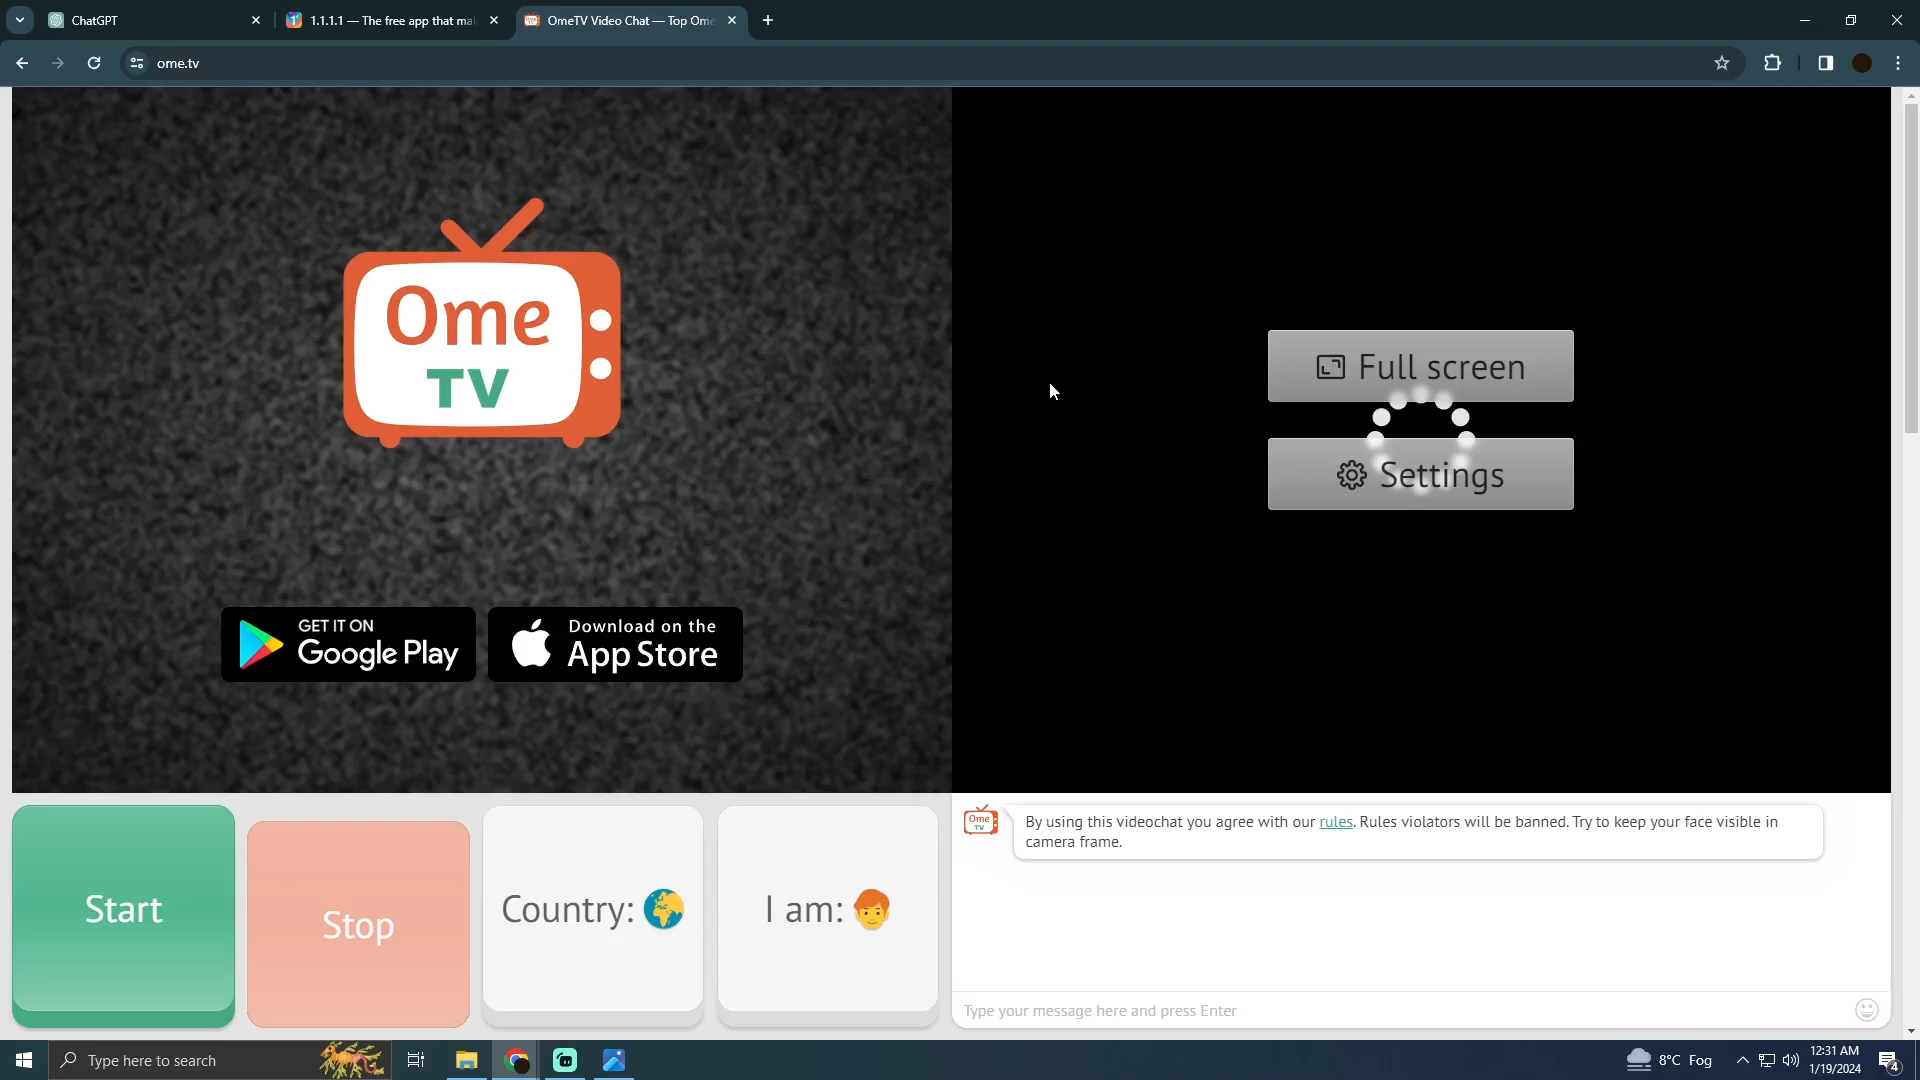 ChatGPT
1.1.1.1 — The free app that ma
OmeTV Video Chat — Top Ome
ome.tv
Ome
TV
Full screen
Settings
GET IT ON
Google Play
Download on the
App Store
Start
Stop
Country:
I am:
Ome
TV
By using this videochat you agree with our rules. Rules violators will be banned. Try to keep your face visible in
camera frame.
Type your message here and press Enter
Type here to search
8°C Fog
12:31 AM
1/19/2024
4